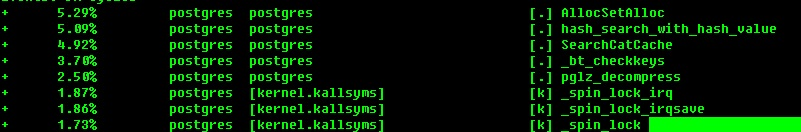 + 5.29% postgres postgres [.] AllocSetAlloc
+ 5.09% postgres postgres [.] hash_search_with_hash_value
+ 4.92% postgres postgres [.] SearchCatCache
+ 3.70% postgres postgres [.] _bt_checkkeys
+ 2.50% postgres postgres [.] pglz_decompress
+ 1.87% postgres [kernel.kallsyms] [k] _spin_lock_irq
+ 1.86% postgres [kernel.kallsyms] [k] _spin_lock_irqsave
+ 1.73% postgres [kernel.kallsyms] [k] _spin_lock